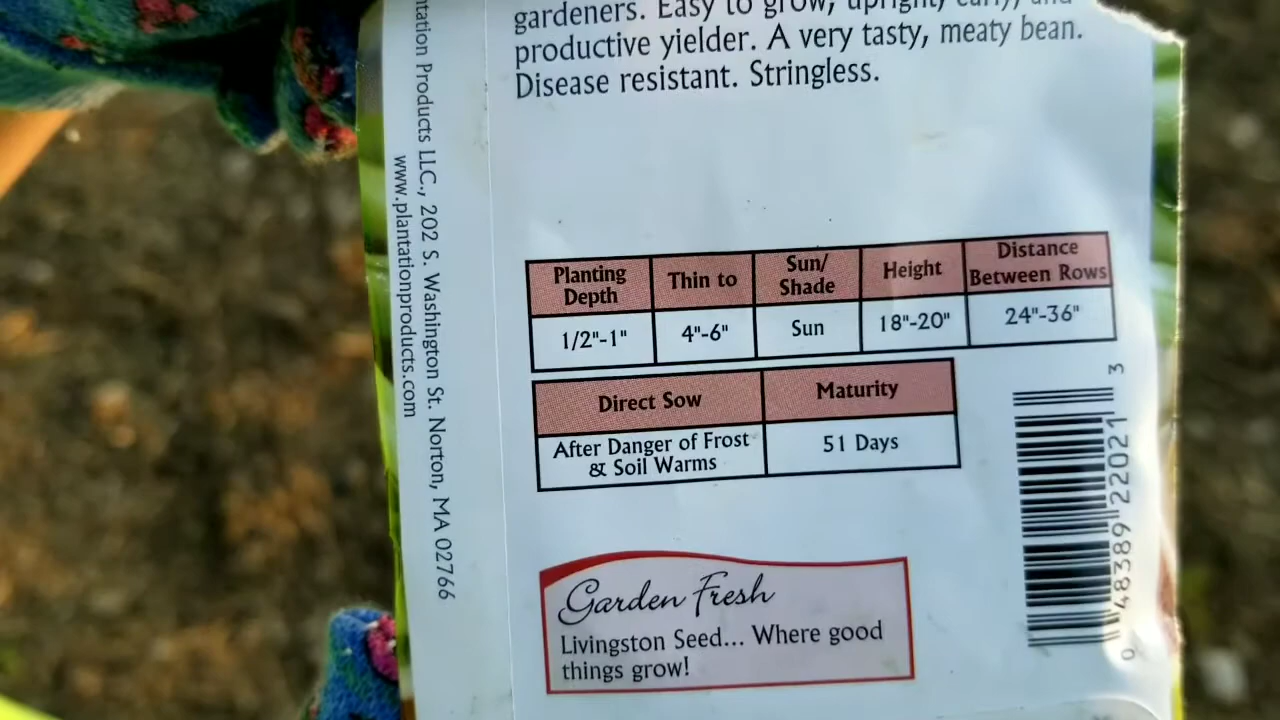 gardeners. Easy to grow, upright, early, and
productive yielder. A very tasty, meaty bean.
Disease resistant. Stringless.
Planting Depth
Thin to
Sun/ Shade
Height
Distance Between Rows
1/2"-1"
4"-6"
Sun
18"-20"
24"-36"
Direct Sow
Maturity
After Danger of Frost
& Soil Warms
51 Days
Garden Fresh
Livingston Seed... Where good
things grow!
Products LLC., 202 S. Washington St. Norton, MA 02766
www.plantationproducts.com
0 48389 22021 3